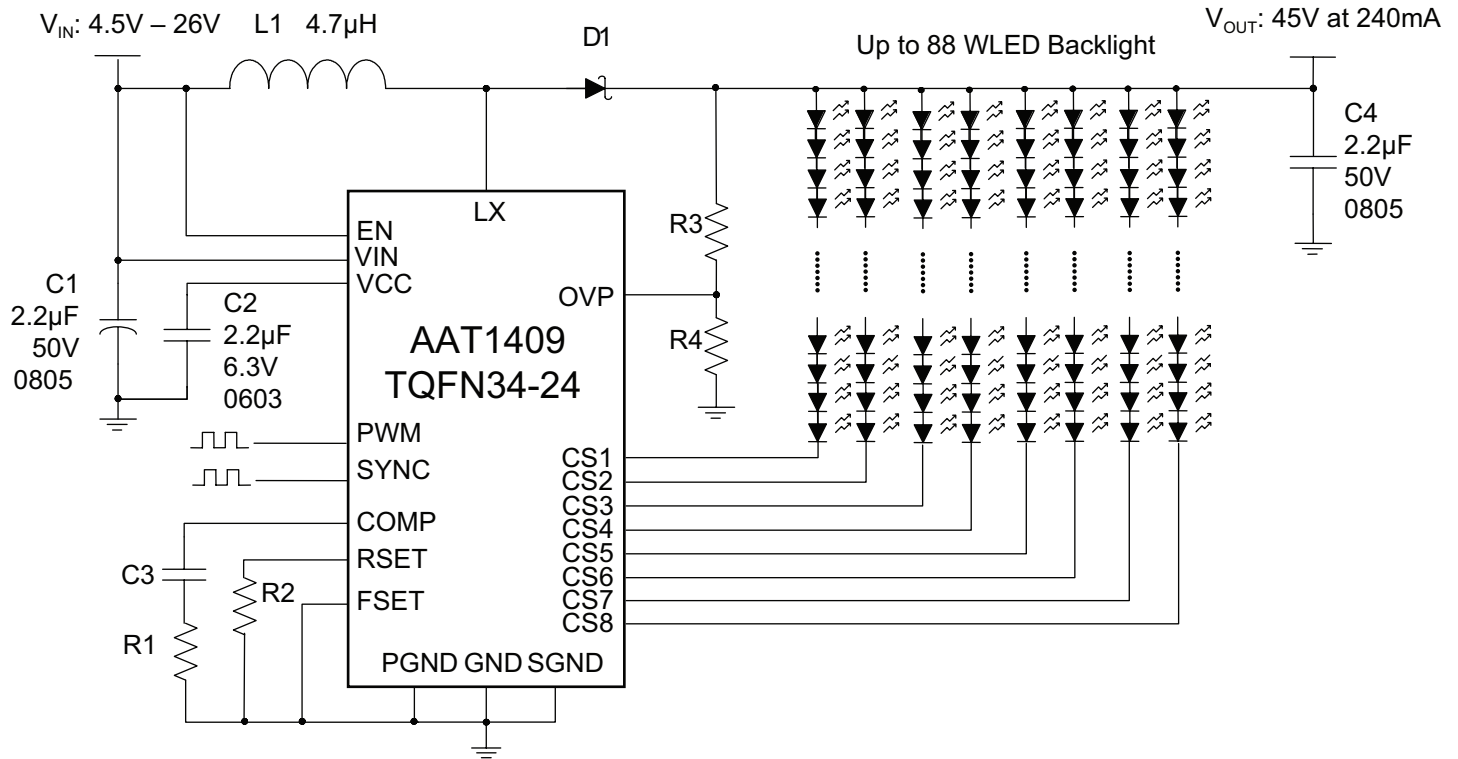 V_IN: 4.5V – 26V
L1 4.7µH
D1
Up to 88 WLED Backlight
V_OUT: 45V at 240mA
C4
2.2µF
50V
0805
LX
EN
VIN
VCC
R3
OVP
R4
C1
2.2µF
50V
0805
C2
2.2µF
6.3V
0603
AAT1409
TQFN34-24
PWM
SYNC
COMP
RSET
FSET
CS1
CS2
CS3
CS4
CS5
CS6
CS7
CS8
C3
R2
R1
PGND GND SGND